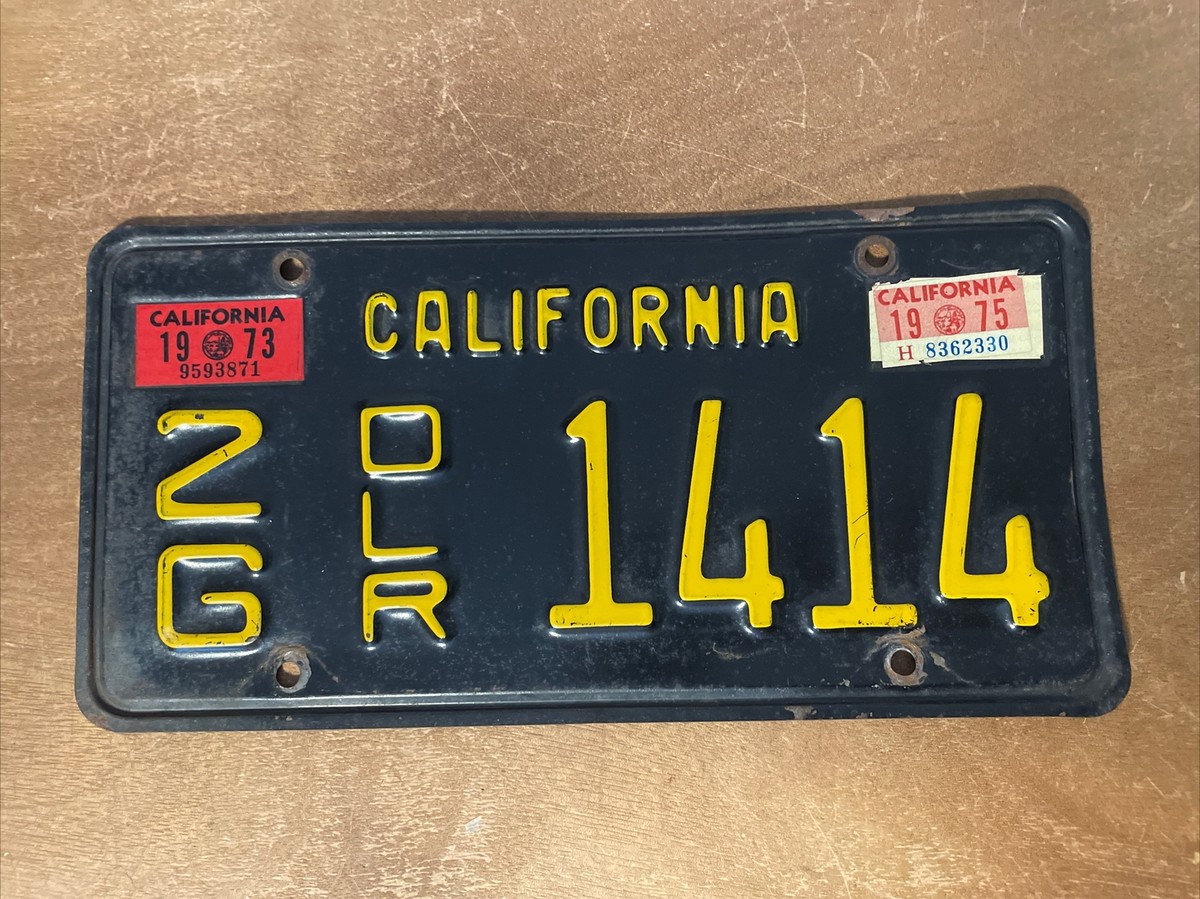 CALIFORNIA
CALIFORNIA
19 73
9593871
CALIFORNIA
19 75
H 8362330
2
G
D
L
R
1414